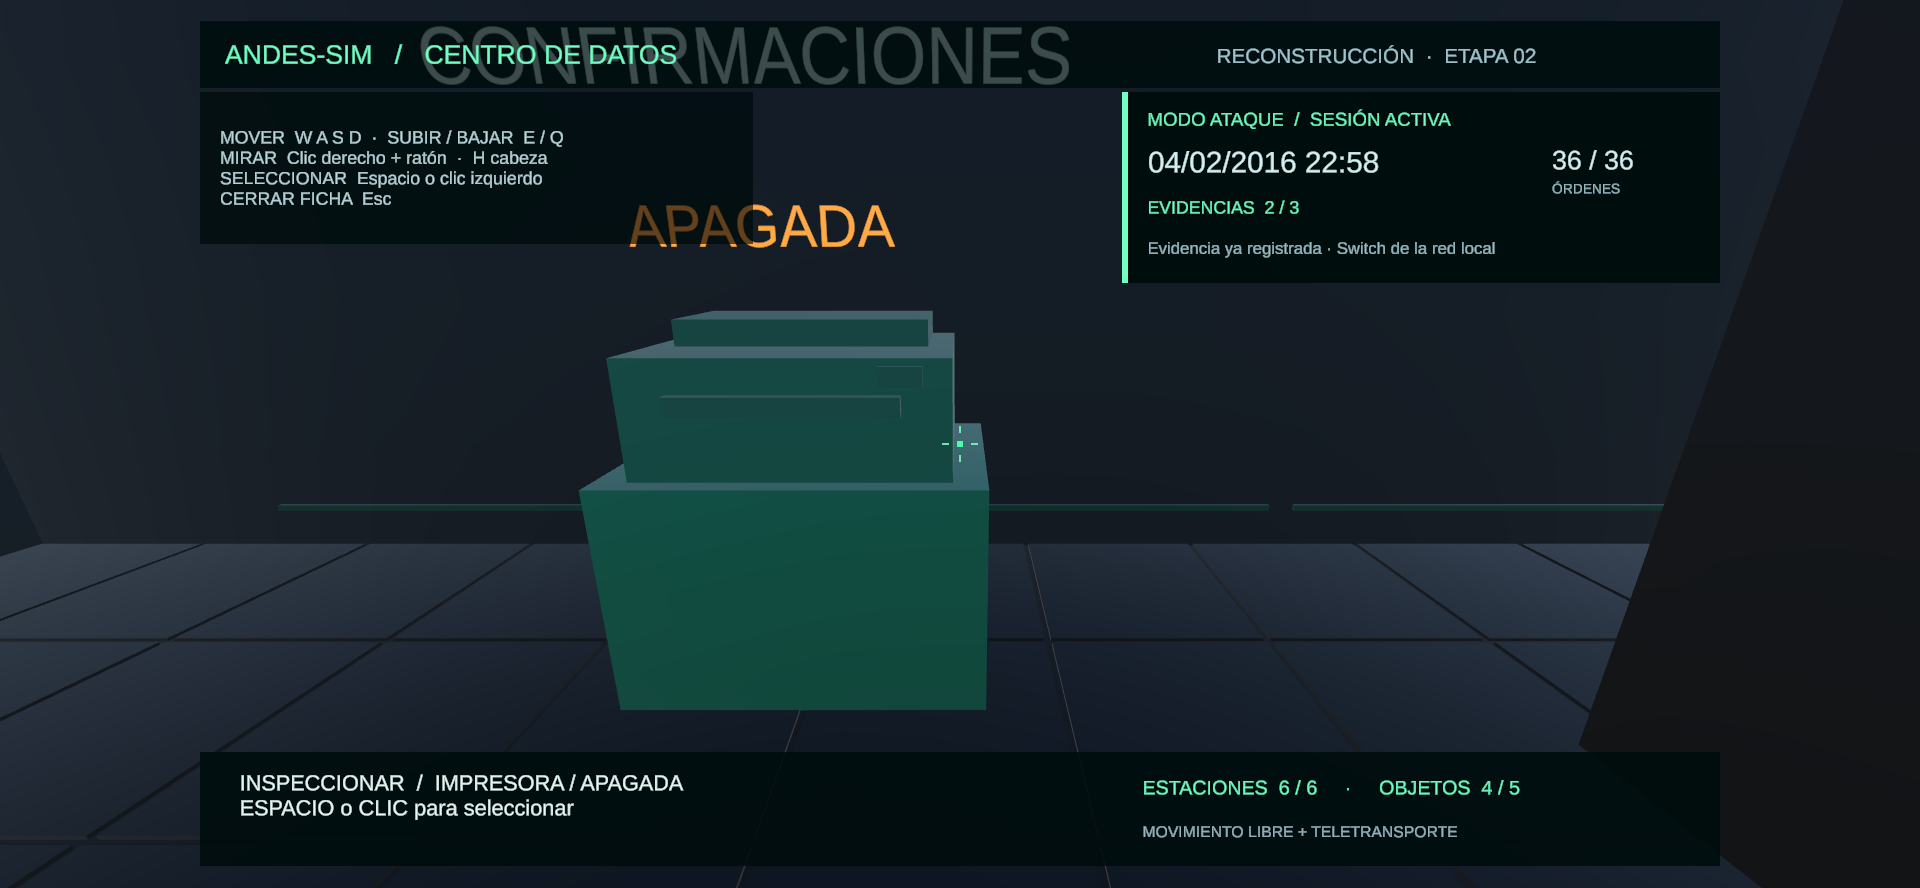 CONFIRMACIONES
ANDES-SIM / CENTRO DE DATOS
RECONSTRUCCIÓN · ETAPA 02
MOVER W A S D · SUBIR / BAJAR E / Q
MIRAR Clic derecho + ratón · H cabeza
SELECCIONAR Espacio o clic izquierdo
CERRAR FICHA Esc
MODO ATAQUE / SESIÓN ACTIVA
04/02/2016 22:58
36 / 36
ÓRDENES
EVIDENCIAS 2 / 3
Evidencia ya registrada · Switch de la red local
APAGADA
INSPECCIONAR / IMPRESORA / APAGADA
ESPACIO o CLIC para seleccionar
ESTACIONES 6 / 6 · OBJETOS 4 / 5
MOVIMIENTO LIBRE + TELETRANSPORTE